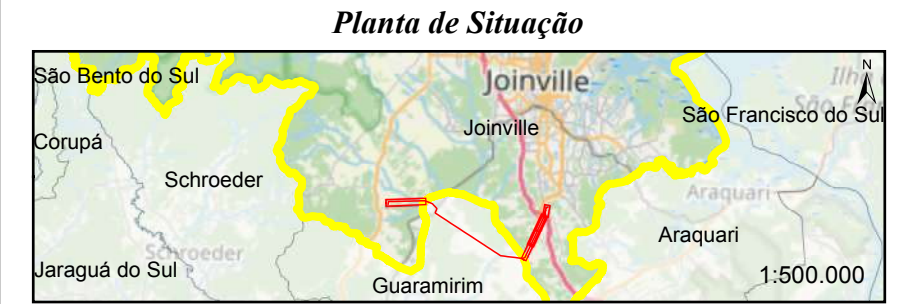 Planta de Situação
N
São Bento do Sul
Joinville
Ilha
São Francisco do Sul
Joinville
Corupá
Schroeder
Araquari
Araquari
Schroeder
Jaraguá do Sul
Guaramirim
1:500.000